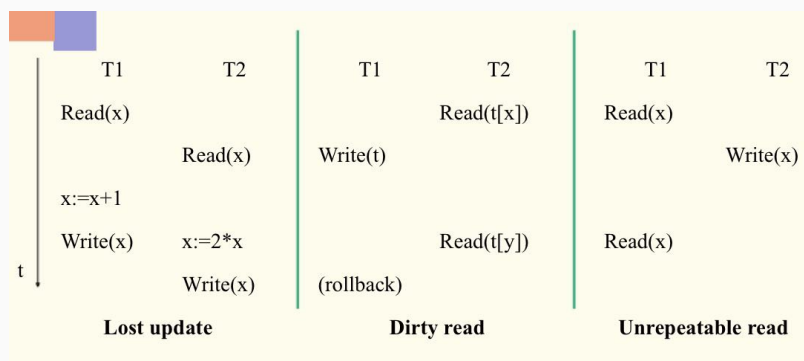 T1 T2 T1 T2 T1 T2
Read(x) Read(t[x]) Read(x)
Read(x) Write(t) Write(x)
x:=x+1
Write(x) x:=2*x Read(t[y]) Read(x)
t
Write(x) (rollback)
Lost update Dirty read Unrepeatable read